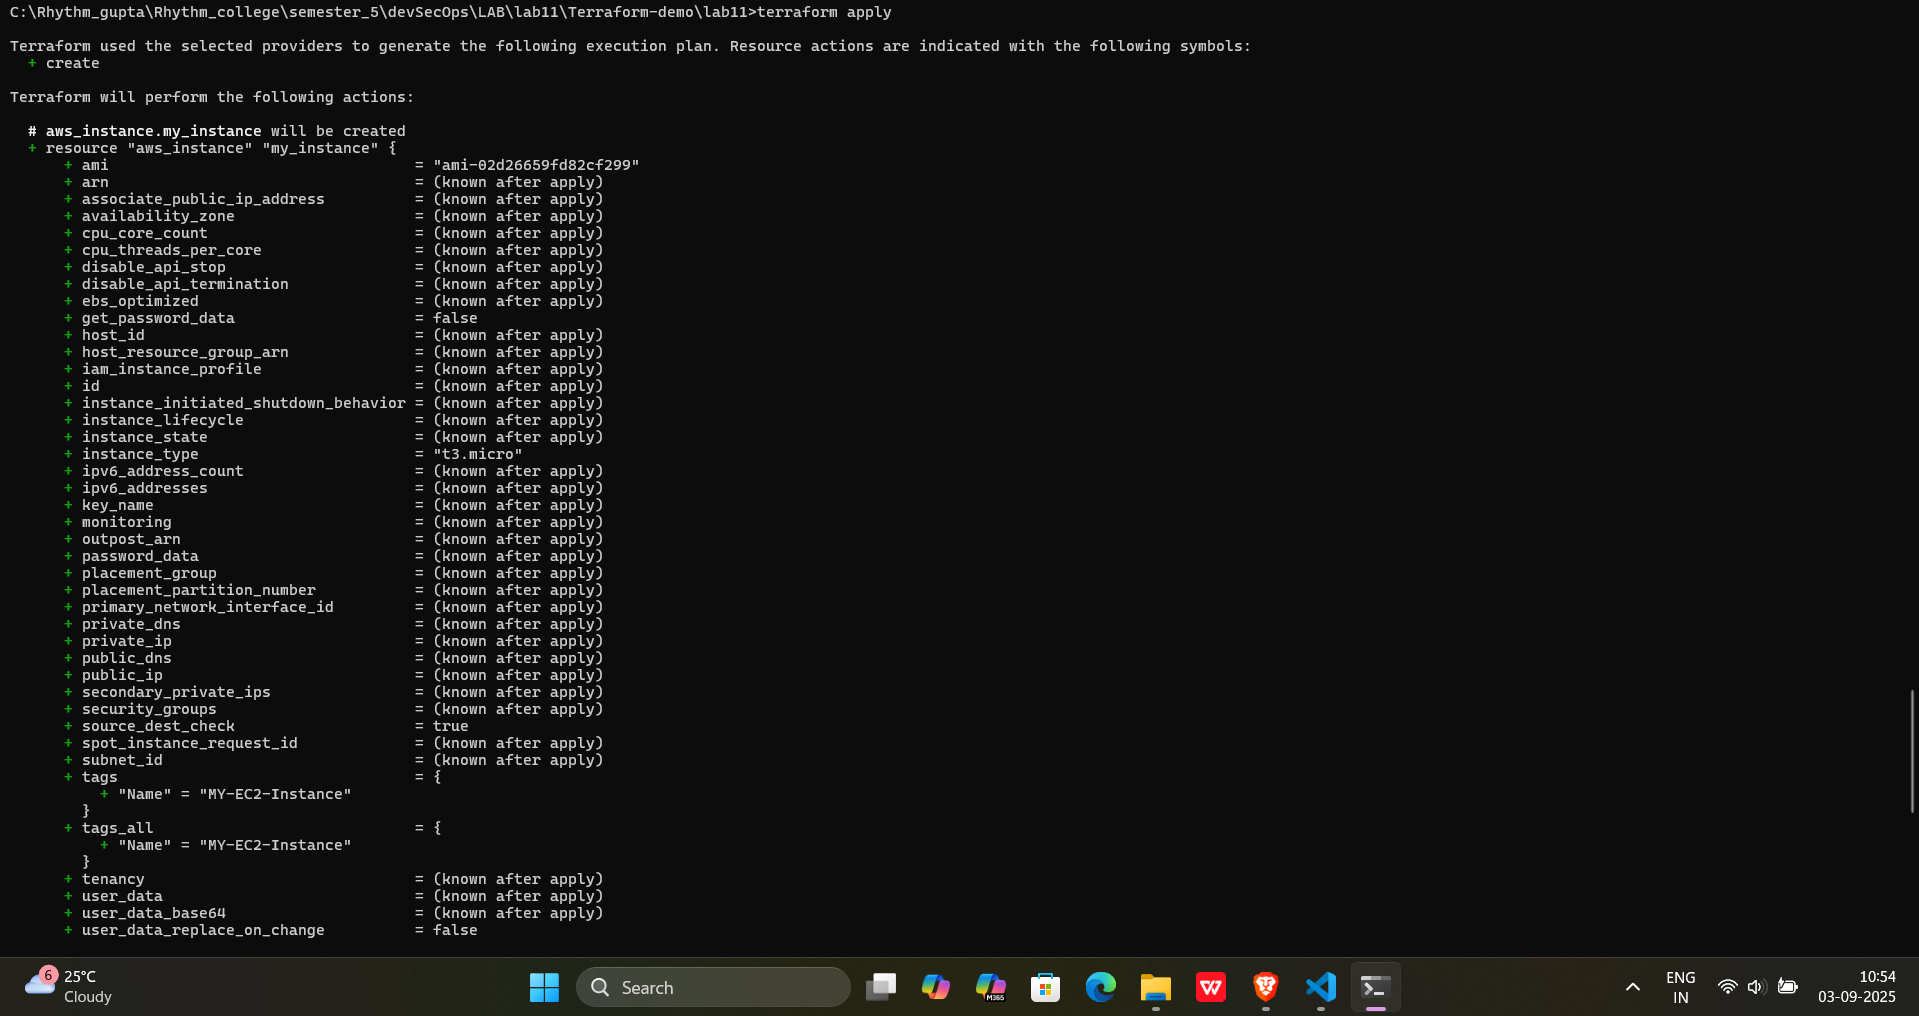 C:\Rhythm_gupta\Rhythm_college\semester_5\devSecOps\LAB\lab11\Terraform-demo\lab11>terraform apply
Terraform used the selected providers to generate the following execution plan. Resource actions are indicated with the following symbols:
+ create
Terraform will perform the following actions:
# aws_instance.my_instance will be created
+ resource "aws_instance" "my_instance" {
+ ami = "ami-02d26659fd82cf299"
+ arn = (known after apply)
+ associate_public_ip_address = (known after apply)
+ availability_zone = (known after apply)
+ cpu_core_count = (known after apply)
+ cpu_threads_per_core = (known after apply)
+ disable_api_stop = (known after apply)
+ disable_api_termination = (known after apply)
+ ebs_optimized = (known after apply)
+ get_password_data = false
+ host_id = (known after apply)
+ host_resource_group_arn = (known after apply)
+ iam_instance_profile = (known after apply)
+ id = (known after apply)
+ instance_initiated_shutdown_behavior = (known after apply)
+ instance_lifecycle = (known after apply)
+ instance_state = (known after apply)
+ instance_type = "t3.micro"
+ ipv6_address_count = (known after apply)
+ ipv6_addresses = (known after apply)
+ key_name = (known after apply)
+ monitoring = (known after apply)
+ outpost_arn = (known after apply)
+ password_data = (known after apply)
+ placement_group = (known after apply)
+ placement_partition_number = (known after apply)
+ primary_network_interface_id = (known after apply)
+ private_dns = (known after apply)
+ private_ip = (known after apply)
+ public_dns = (known after apply)
+ public_ip = (known after apply)
+ secondary_private_ips = (known after apply)
+ security_groups = (known after apply)
+ source_dest_check = true
+ spot_instance_request_id = (known after apply)
+ subnet_id = (known after apply)
+ tags = {
+ "Name" = "MY-EC2-Instance"
}
+ tags_all = {
+ "Name" = "MY-EC2-Instance"
}
+ tenancy = (known after apply)
+ user_data = (known after apply)
+ user_data_base64 = (known after apply)
+ user_data_replace_on_change = false
6
25°C
Cloudy
Search
M365
W
ENG
IN
10:54
03-09-2025